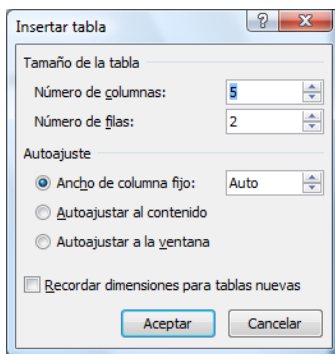 Insertar tabla
Tamaño de la tabla
Número de columnas: 5
Número de filas: 2
Autoajuste
Ancho de columna fijo: Auto
Autoajustar al contenido
Autoajustar a la ventana
Recordar dimensiones para tablas nuevas
Aceptar Cancelar